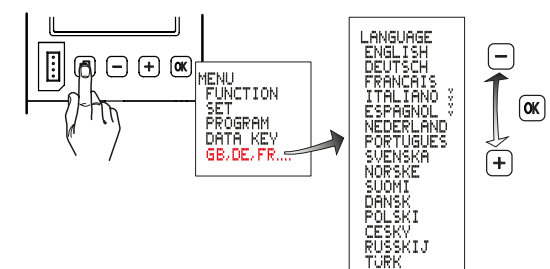 − + OK
MENU
FUNCTION
SET
PROGRAM
DATA KEY
GB,DE,FR....
LANGUAGE
ENGLISH
DEUTSCH
FRANCAIS
ITALIANO
ESPAGNOL
NEDERLAND
PORTUGUES
SVENSKA
NORSKE
SUOMI
DANSK
POLSKI
CESKY
RUSSKIJ
TURK
−
OK
+